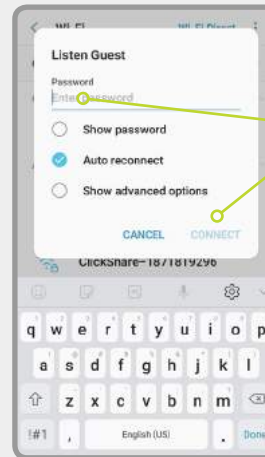 Wi-Fi
Wi-Fi Direct
Listen Guest
Password
Enter password
Show password
Auto reconnect
Show advanced options
CANCEL
CONNECT
ClickShare-1871819296
q w e r t y u i o p
a s d f g h j k l
z x c v b n m
!#1 , English (US) . Done